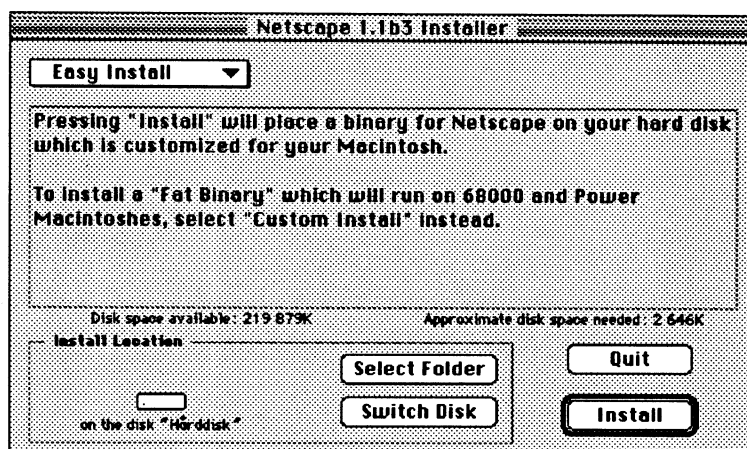 Netscape 1.1b3 Installer
Easy Install
Pressing "Install" will place a binary for Netscape on your hard disk
which is customized for your Macintosh.
To install a "Fat Binary" which will run on 68000 and Power
Macintoshes, select "Custom Install" instead.
Disk space available: 219 879K
Approximate disk space needed: 2 646K
Install Location
Select Folder
Quit
Switch Disk
Install
on the disk "Hårddisk"